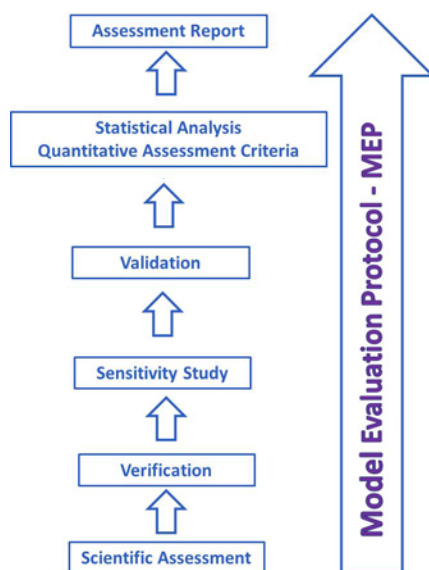 Assessment Report
Statistical Analysis
Quantitative Assessment Criteria
Validation
Sensitivity Study
Verification
Scientific Assessment
Model Evaluation Protocol - MEP